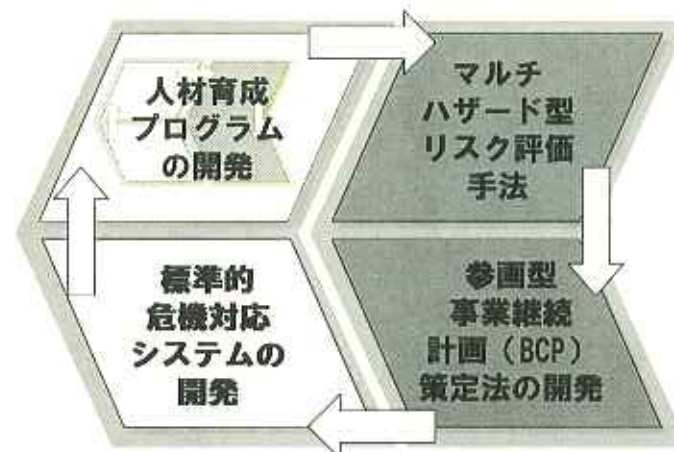 人材育成
プログラム
の開発
マルチ
ハザード型
リスク評価
手法
標準的
危機対応
システムの
開発
参画型
事業継続
計画（BCP）
策定法の開発